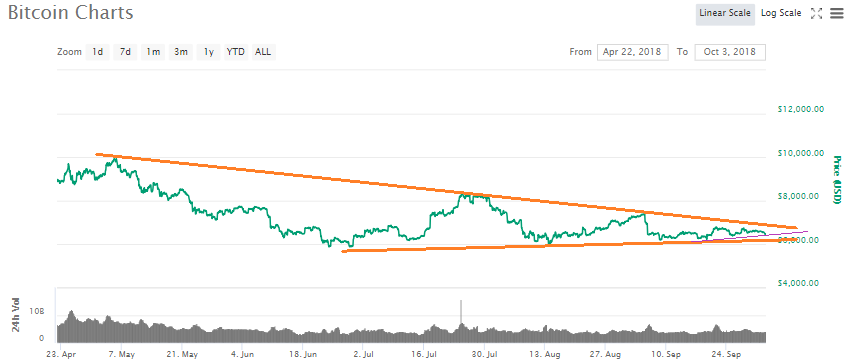 Bitcoin Charts
Linear Scale Log Scale
Zoom 1d 7d 1m 3m 1y YTD ALL
From Apr 22, 2018 To Oct 3, 2018
$12,000.00
$10,000.00
$8,000.00
$6,000.00
$4,000.00
Price (USD)
24h Vol
10B
0
23. Apr 7. May 21. May 4. Jun 18. Jun 2. Jul 16. Jul 30. Jul 13. Aug 27. Aug 10. Sep 24. Sep